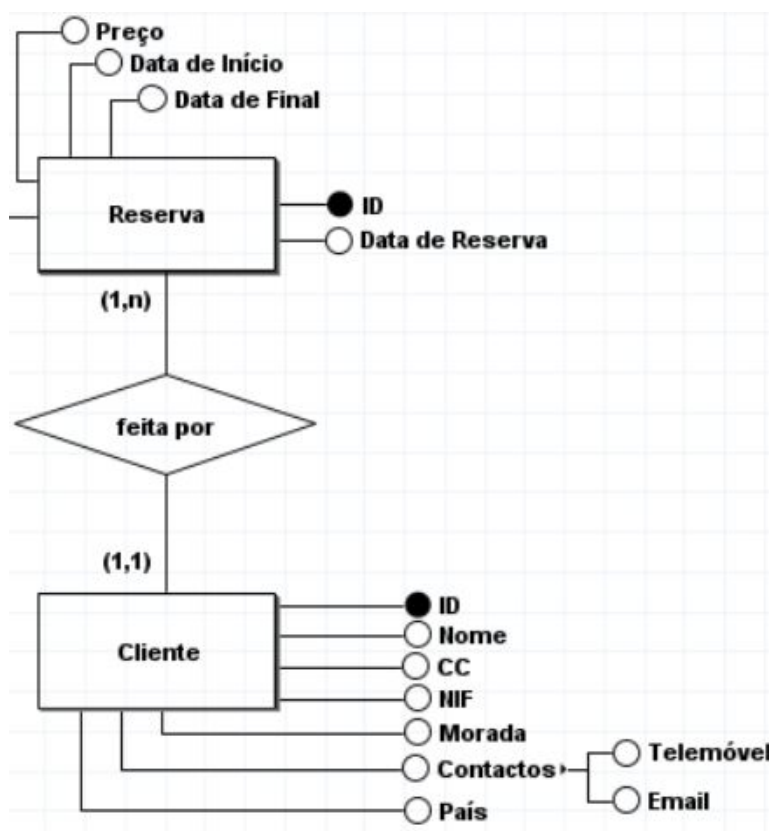 Preço
Data de Início
Data de Final
Reserva
ID
Data de Reserva
(1,n)
feita por
(1,1)
Cliente
ID
Nome
CC
NIF
Morada
Contactos
Telemóvel
Email
País